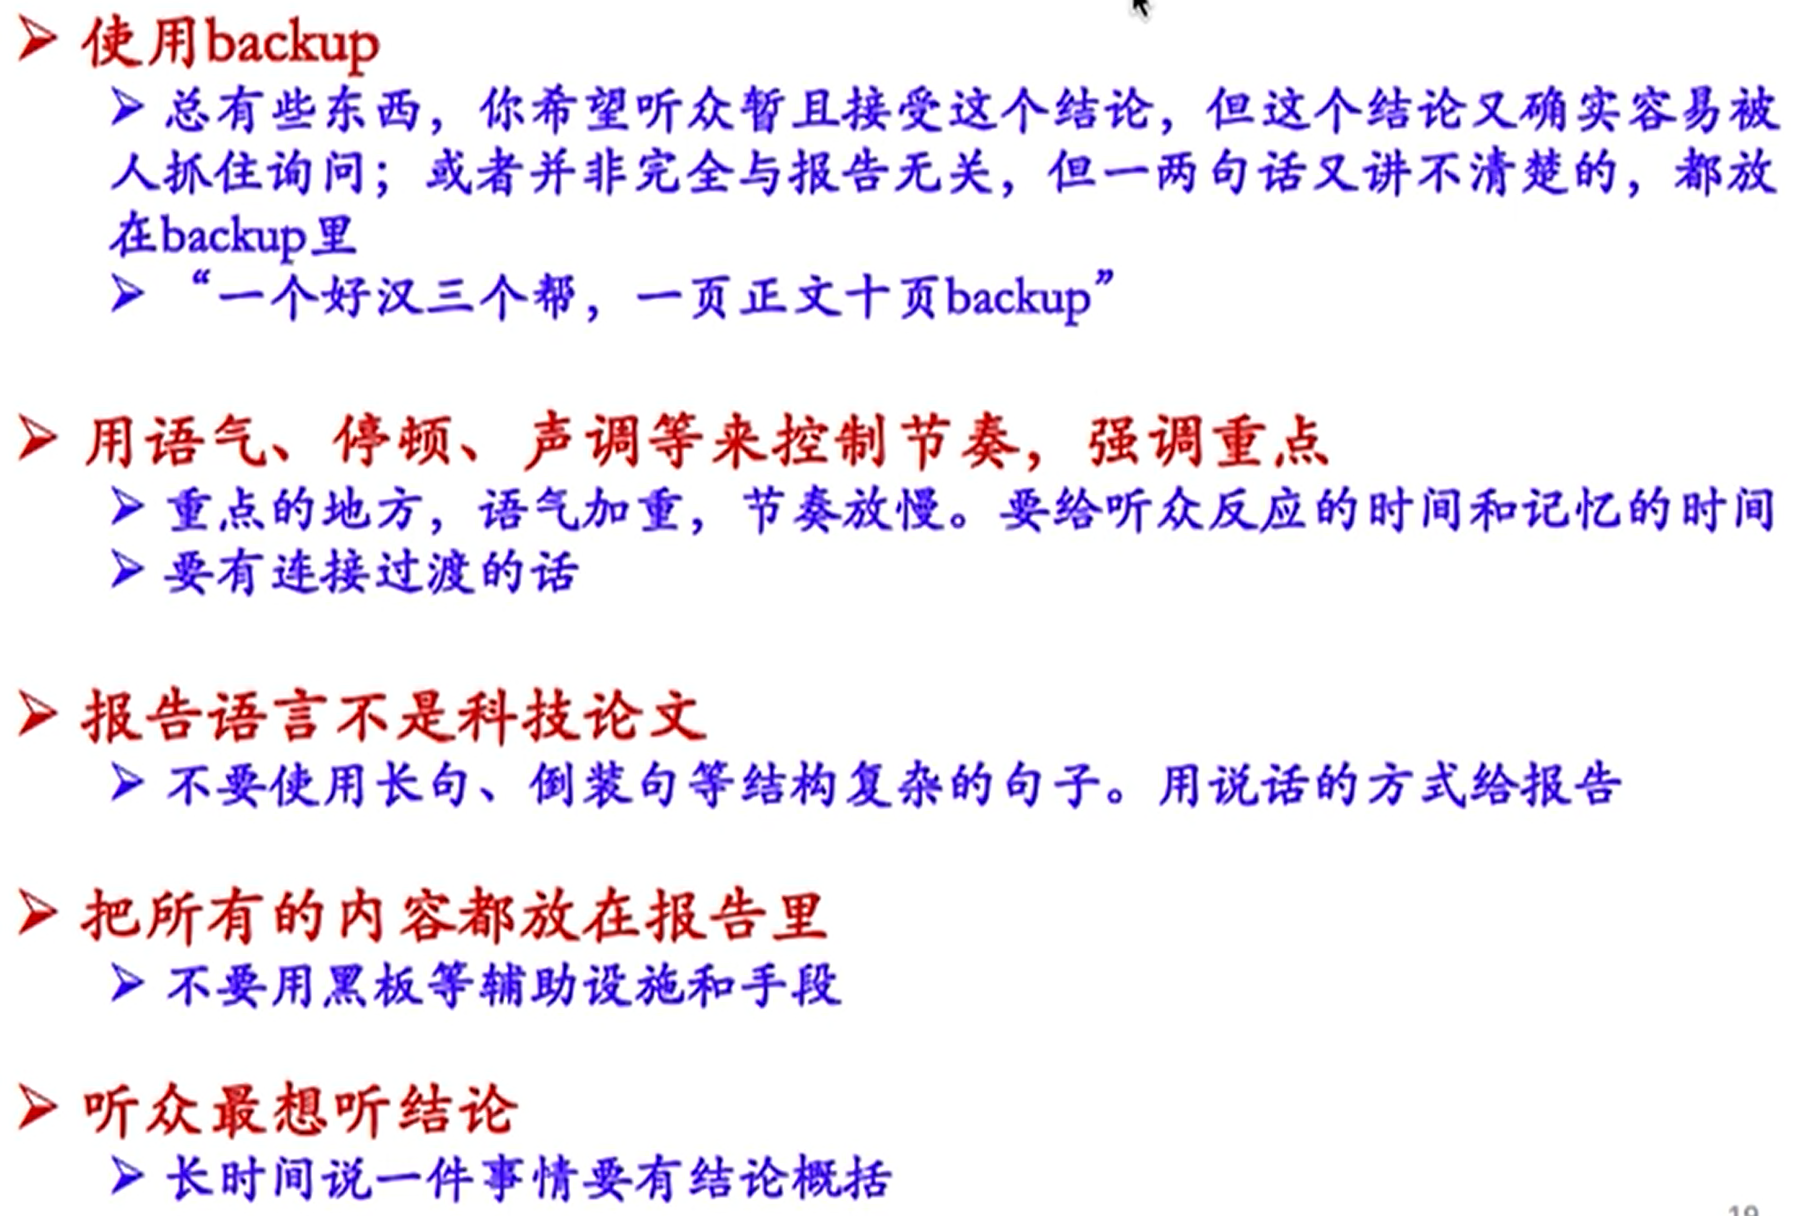 ➢ 使用backup
➢ 总有些东西，你希望听众暂且接受这个结论，但这个结论又确实容易被
人抓住询问；或者并非完全与报告无关，但一两句话又讲不清楚的，都放
在backup里
➢ “一个好汉三个帮，一页正文十页backup”
➢ 用语气、停顿、声调等来控制节奏，强调重点
➢ 重点的地方，语气加重，节奏放慢。要给听众反应的时间和记忆的时间
➢ 要有连接过渡的话
➢ 报告语言不是科技论文
➢ 不要使用长句、倒装句等结构复杂的句子。用说话的方式给报告
➢ 把所有的内容都放在报告里
➢ 不要用黑板等辅助设施和手段
➢ 听众最想听结论
➢ 长时间说一件事情要有结论概括